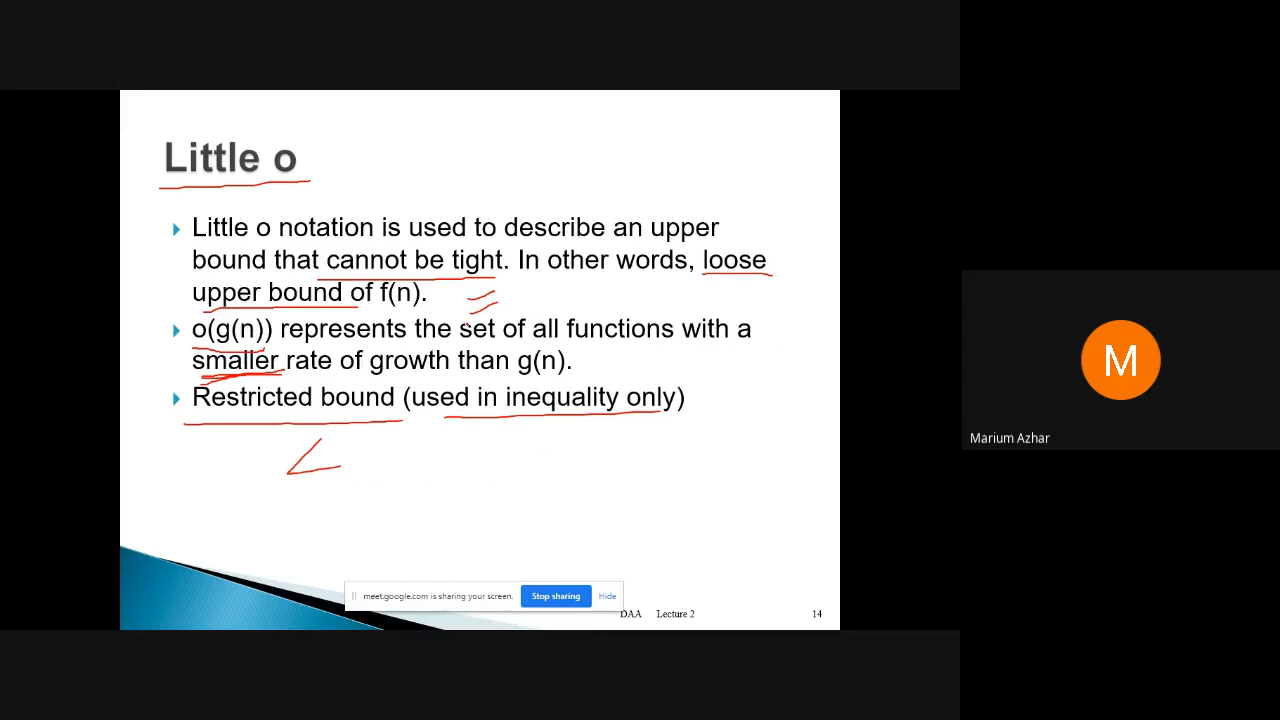 Little o
Little o notation is used to describe an upper
bound that cannot be tight. In other words, loose
upper bound of f(n).
o(g(n)) represents the set of all functions with a
smaller rate of growth than g(n).
Restricted bound (used in inequality only)
<
meet.google.com is sharing your screen.
Stop sharing
Hide
DAA Lecture 2
14
M
Marium Azhar